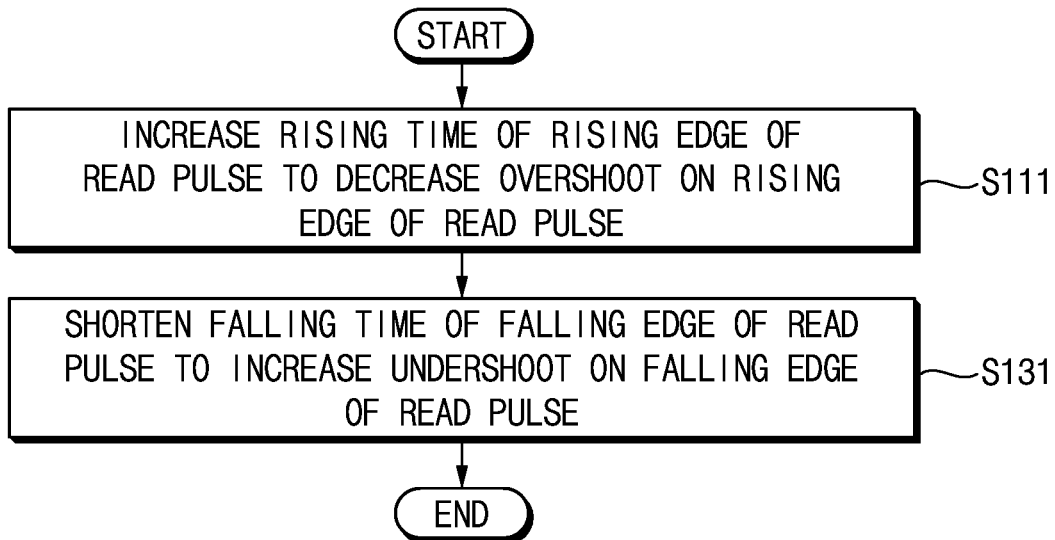 START
INCREASE RISING TIME OF RISING EDGE OF
READ PULSE TO DECREASE OVERSHOOT ON RISING
EDGE OF READ PULSE
S111
SHORTEN FALLING TIME OF FALLING EDGE OF READ
PULSE TO INCREASE UNDERSHOOT ON FALLING EDGE
OF READ PULSE
S131
END